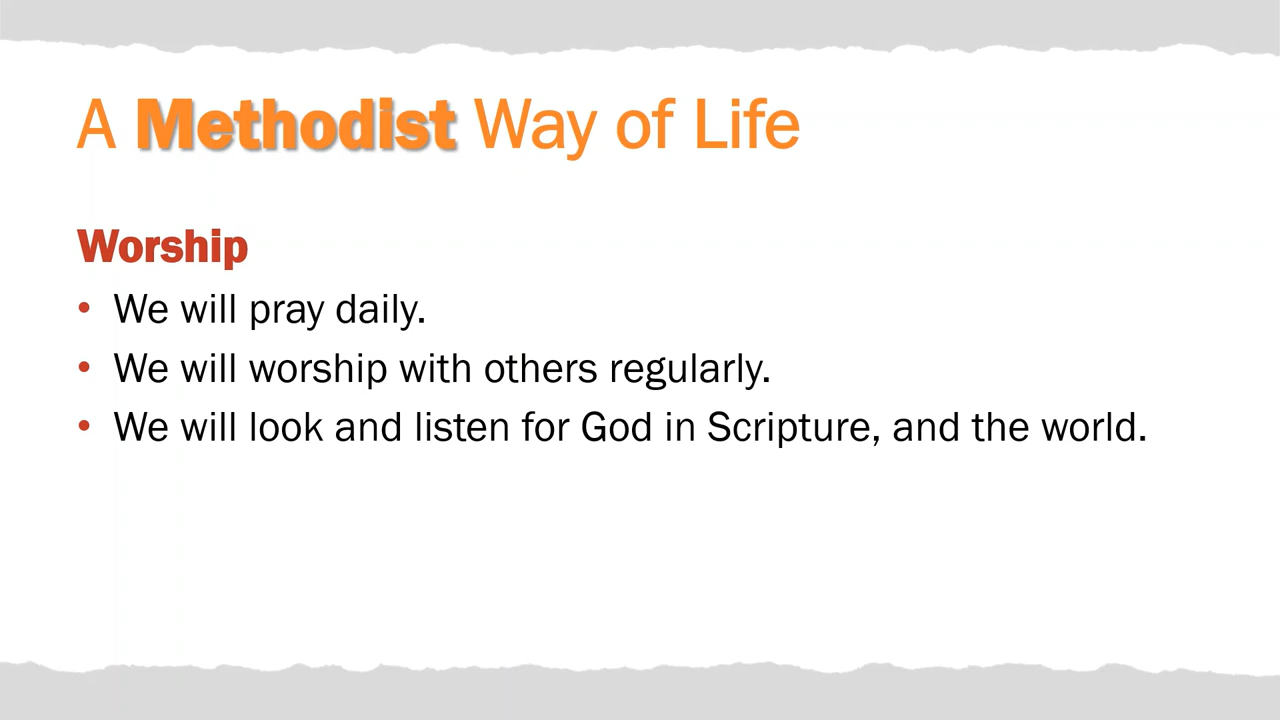 A Methodist Way of Life
Worship
• We will pray daily.
• We will worship with others regularly.
• We will look and listen for God in Scripture, and the world.